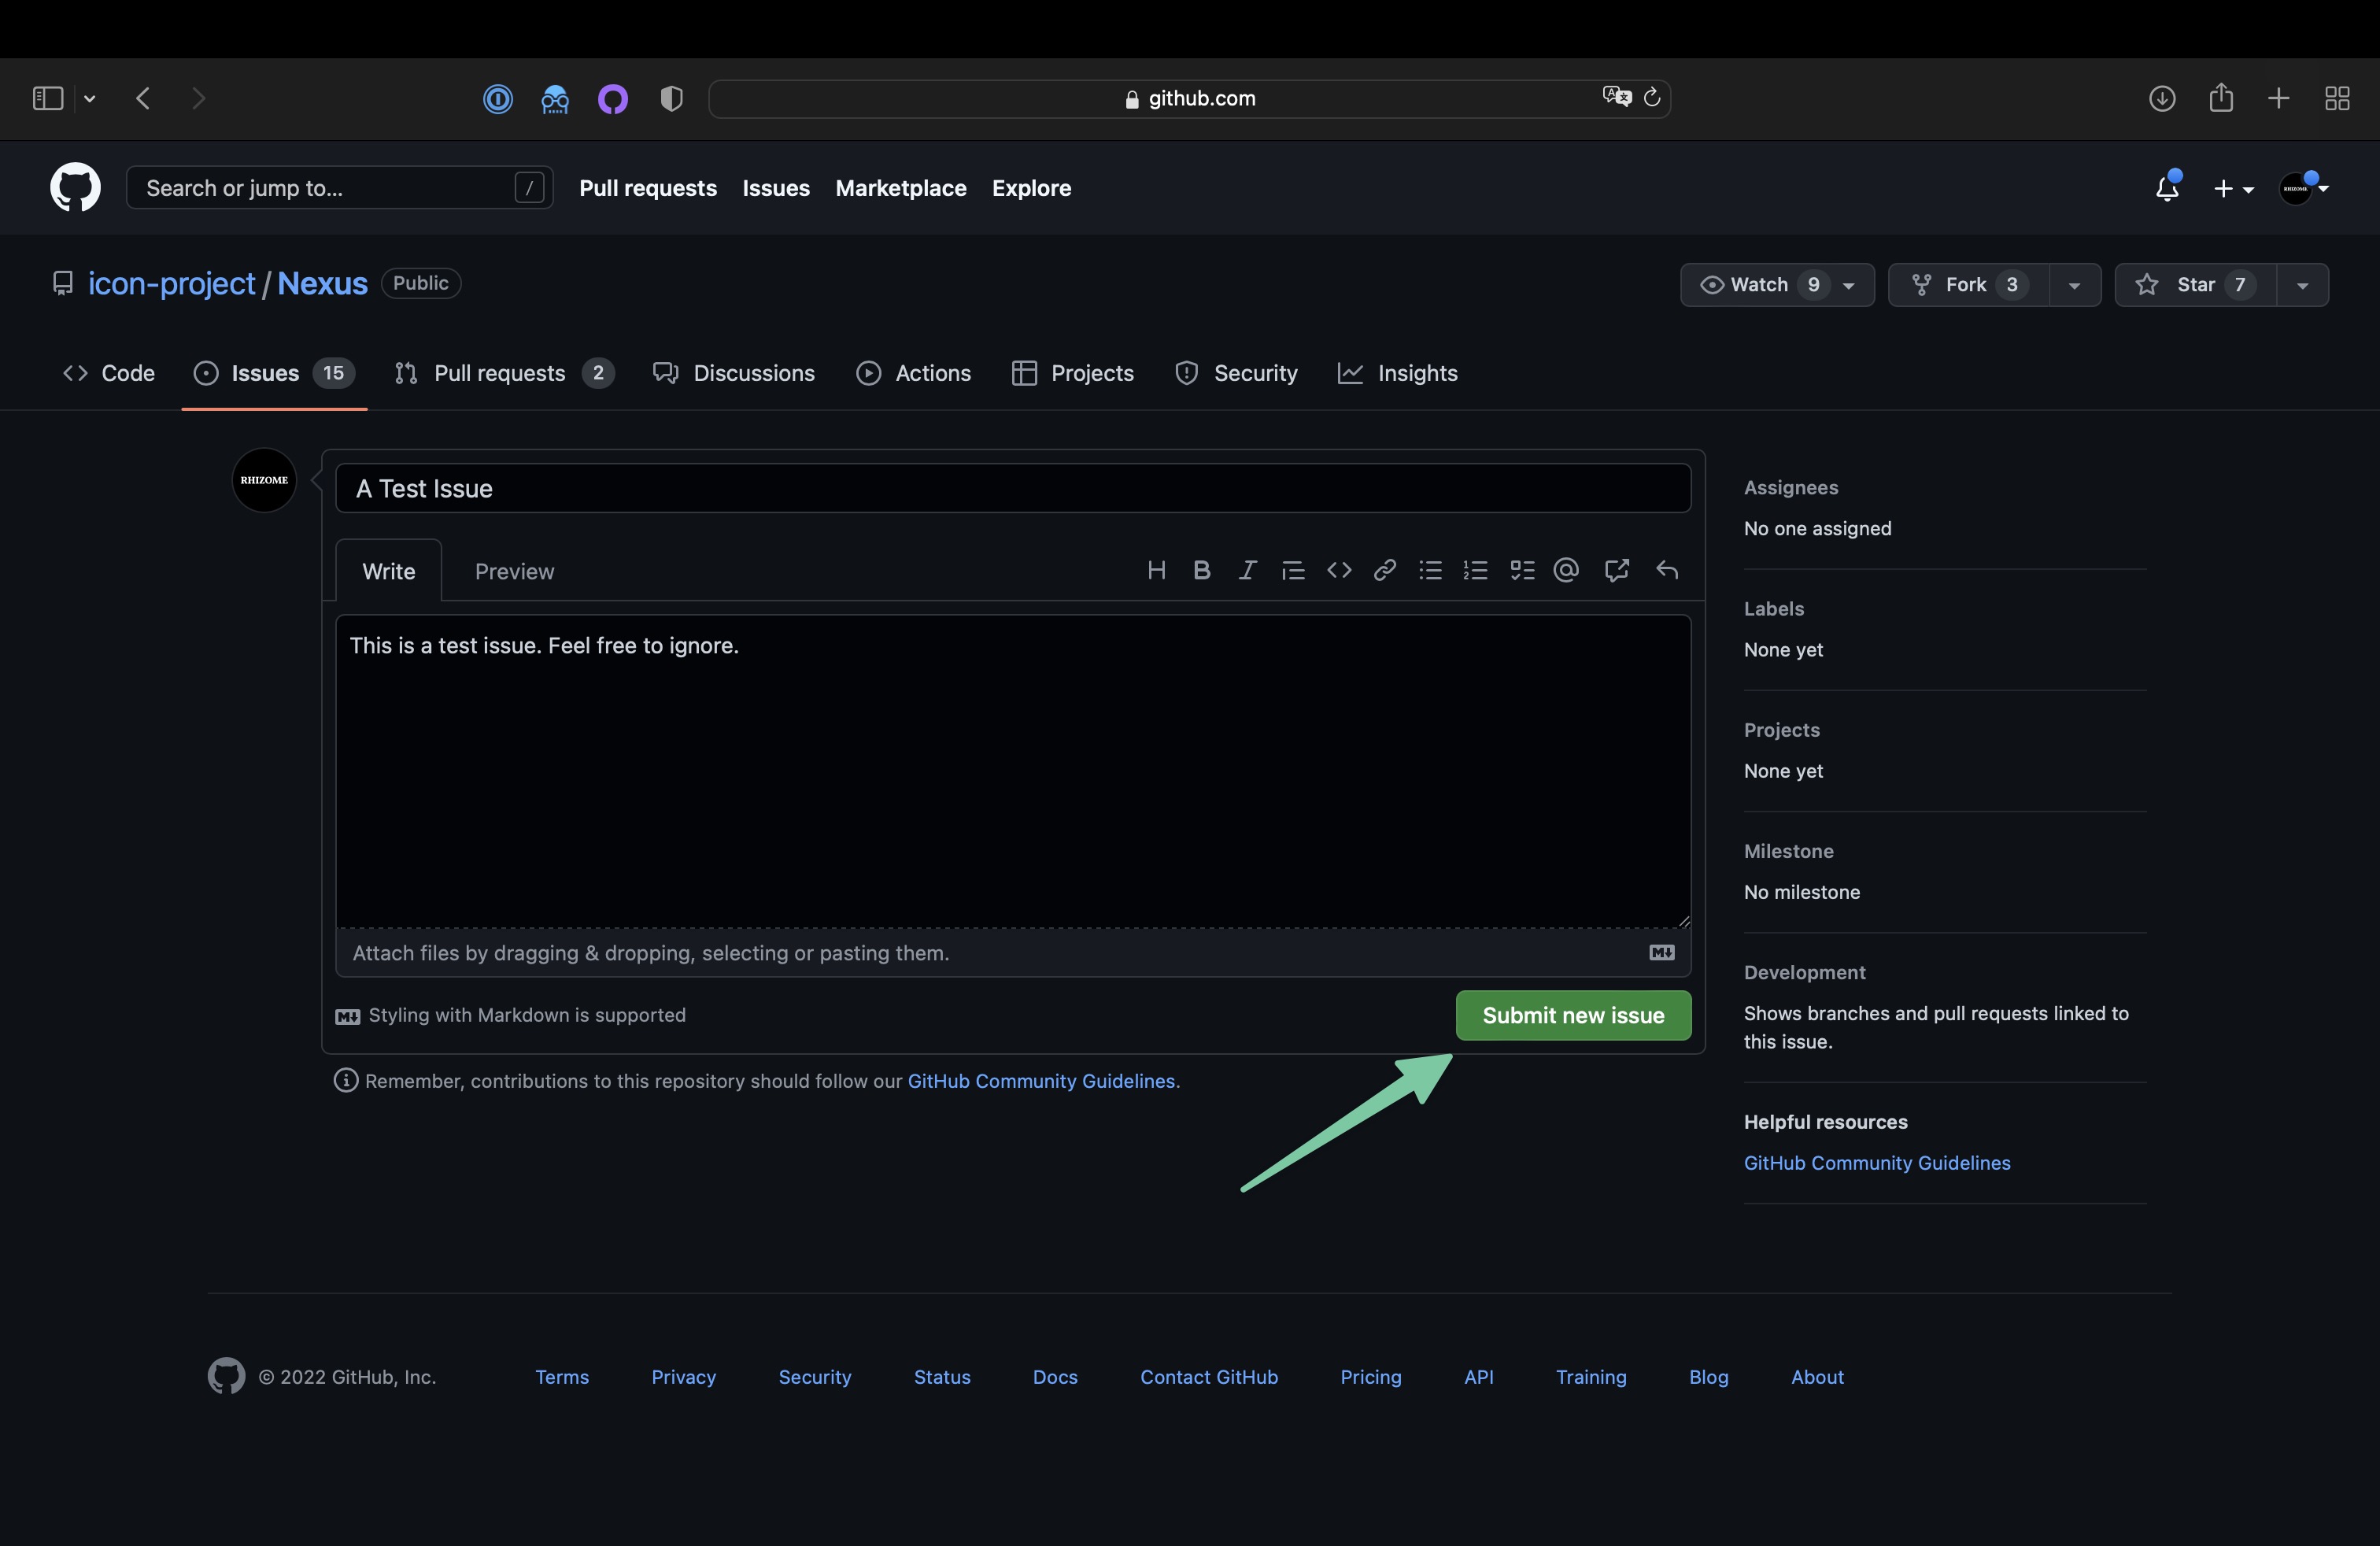 github.com
Search or jump to... /
Pull requests Issues Marketplace Explore
RHIZOME
icon-project / Nexus Public
Watch 9 Fork 3 Star 7
Code Issues 15 Pull requests 2 Discussions Actions Projects Security Insights
RHIZOME
A Test Issue
Write Preview
This is a test issue. Feel free to ignore.
Attach files by dragging & dropping, selecting or pasting them.
Styling with Markdown is supported
Submit new issue
Remember, contributions to this repository should follow our GitHub Community Guidelines.
Assignees
No one assigned
Labels
None yet
Projects
None yet
Milestone
No milestone
Development
Shows branches and pull requests linked to
this issue.
Helpful resources
GitHub Community Guidelines
© 2022 GitHub, Inc. Terms Privacy Security Status Docs Contact GitHub Pricing API Training Blog About